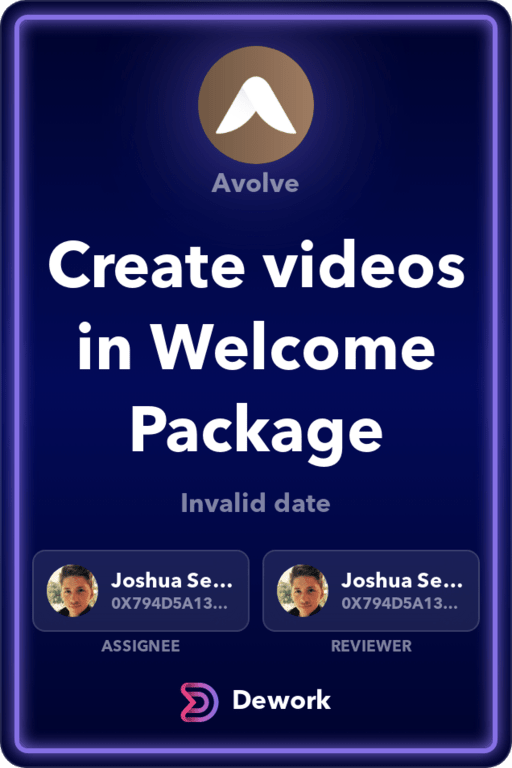 Avolve
Create videos
in Welcome
Package
Invalid date
Joshua Se...
0X794D5A13...
ASSIGNEE
Joshua Se...
0X794D5A13...
REVIEWER
Dework